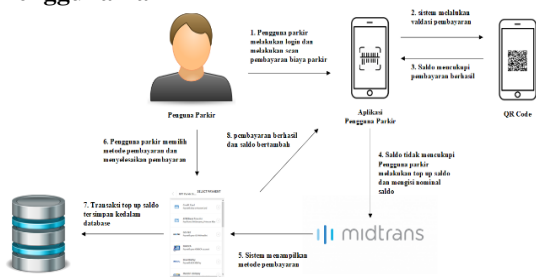 1. Pengguna parkir
melakukan login dan
melakukan scan
pembayaran biaya parkir
2. sistem melalukan
validasi pembayaran
3. Saldo mencukupi
pembayaran berhasil
Penguna Parkir
Aplikasi
Pengguna Parkir
QR Code
6. Pengguna parkir memilih
metode pembayaran dan
menyelesaikan pembayaran
8. pembayaran berhasil
dan saldo bertambah
4. Saldo tidak mencukupi
Pengguna parkir
melakukan top up saldo
dan mengisi nominal
saldo
SELECT PAYMENT
7. Transaksi top up saldo
tersimpan kedalam
database
midtrans
5. Sistem menampilkan
metode pembayaran